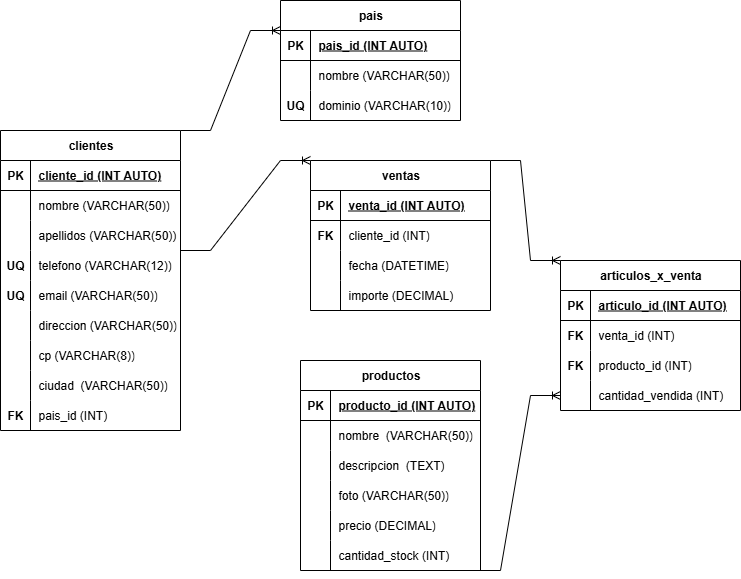 pais
PK pais_id (INT AUTO)
nombre (VARCHAR(50))
UQ dominio (VARCHAR(10))
clientes
PK cliente_id (INT AUTO)
nombre (VARCHAR(50))
apellidos (VARCHAR(50))
UQ telefono (VARCHAR(12))
UQ email (VARCHAR(50))
direccion (VARCHAR(50))
cp (VARCHAR(8))
ciudad (VARCHAR(50))
FK pais_id (INT)
ventas
PK venta_id (INT AUTO)
FK cliente_id (INT)
fecha (DATETIME)
importe (DECIMAL)
articulos_x_venta
PK articulo_id (INT AUTO)
FK venta_id (INT)
FK producto_id (INT)
cantidad_vendida (INT)
productos
PK producto_id (INT AUTO)
nombre (VARCHAR(50))
descripcion (TEXT)
foto (VARCHAR(50))
precio (DECIMAL)
cantidad_stock (INT)